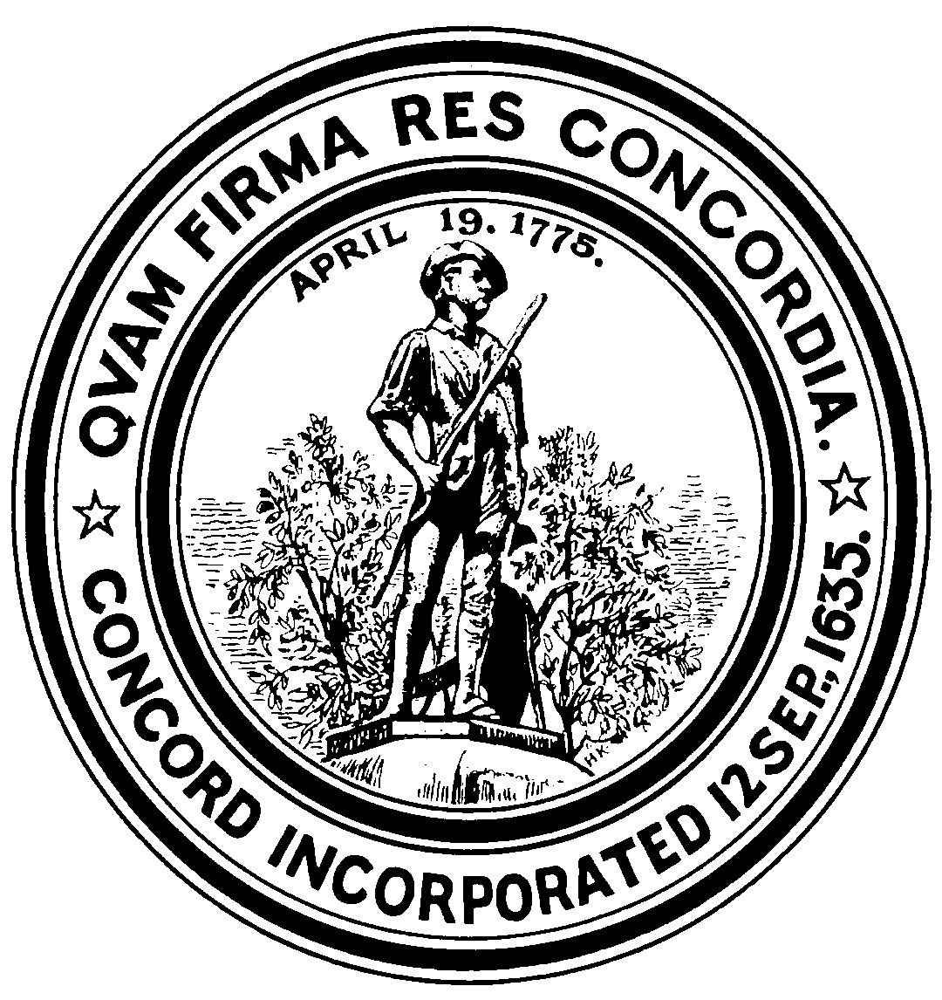 QVAM FIRMA RES CONCORDIA.
APRIL 19. 1775.
HK
CONCORD INCORPORATED 12.SEP., 1635.